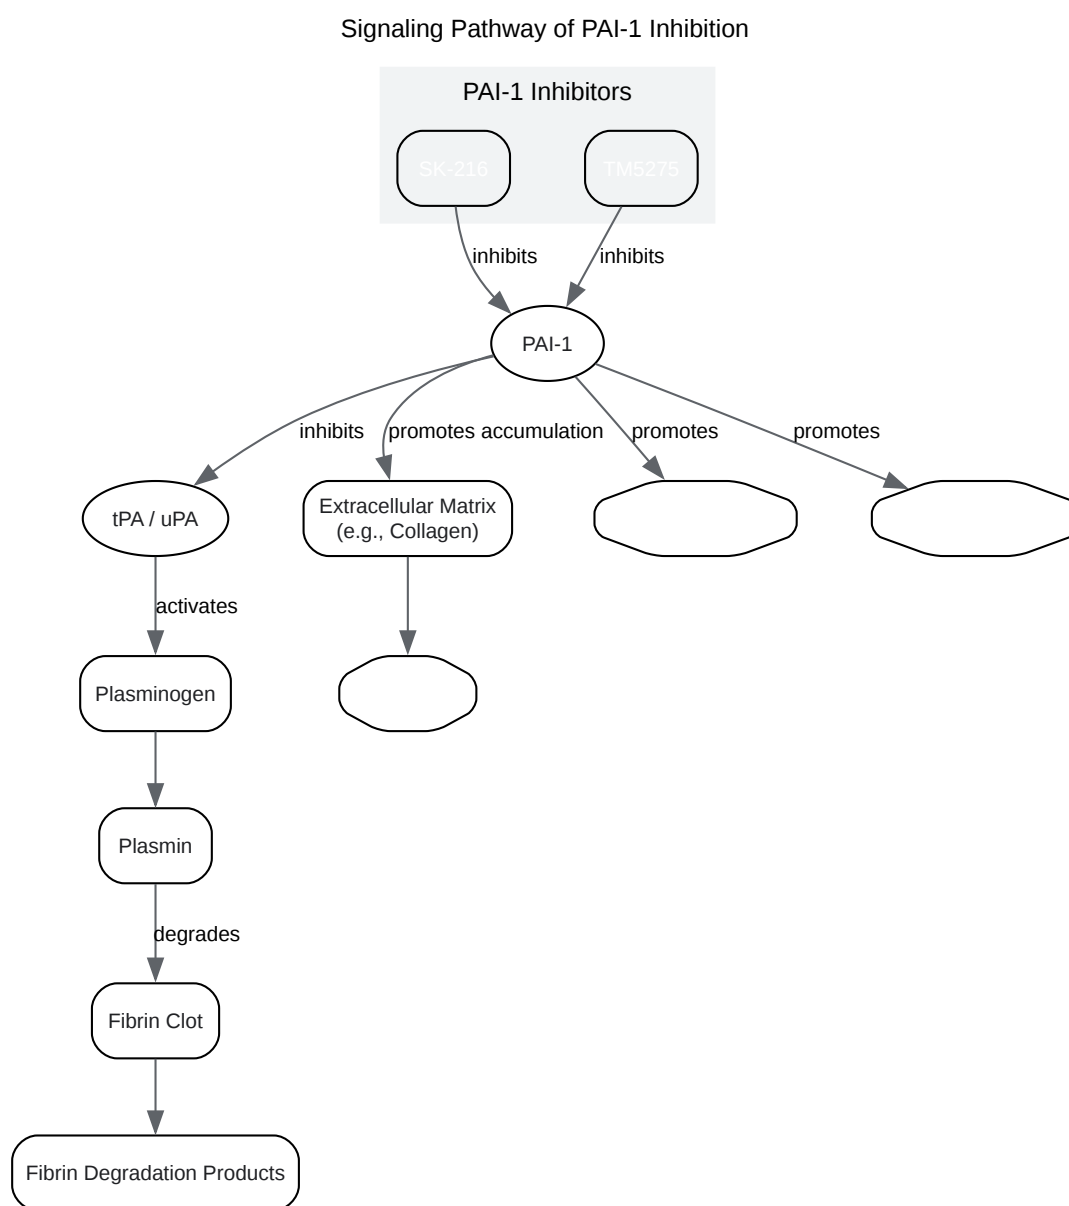 Signaling Pathway of PAI-1 Inhibition
PAI-1 Inhibitors
SK-216
TM5275
inhibits
inhibits
PAI-1
inhibits
promotes accumulation
promotes
promotes
tPA / uPA
Extracellular Matrix
(e.g., Collagen)
activates
Plasminogen
Plasmin
degrades
Fibrin Clot
Fibrin Degradation Products